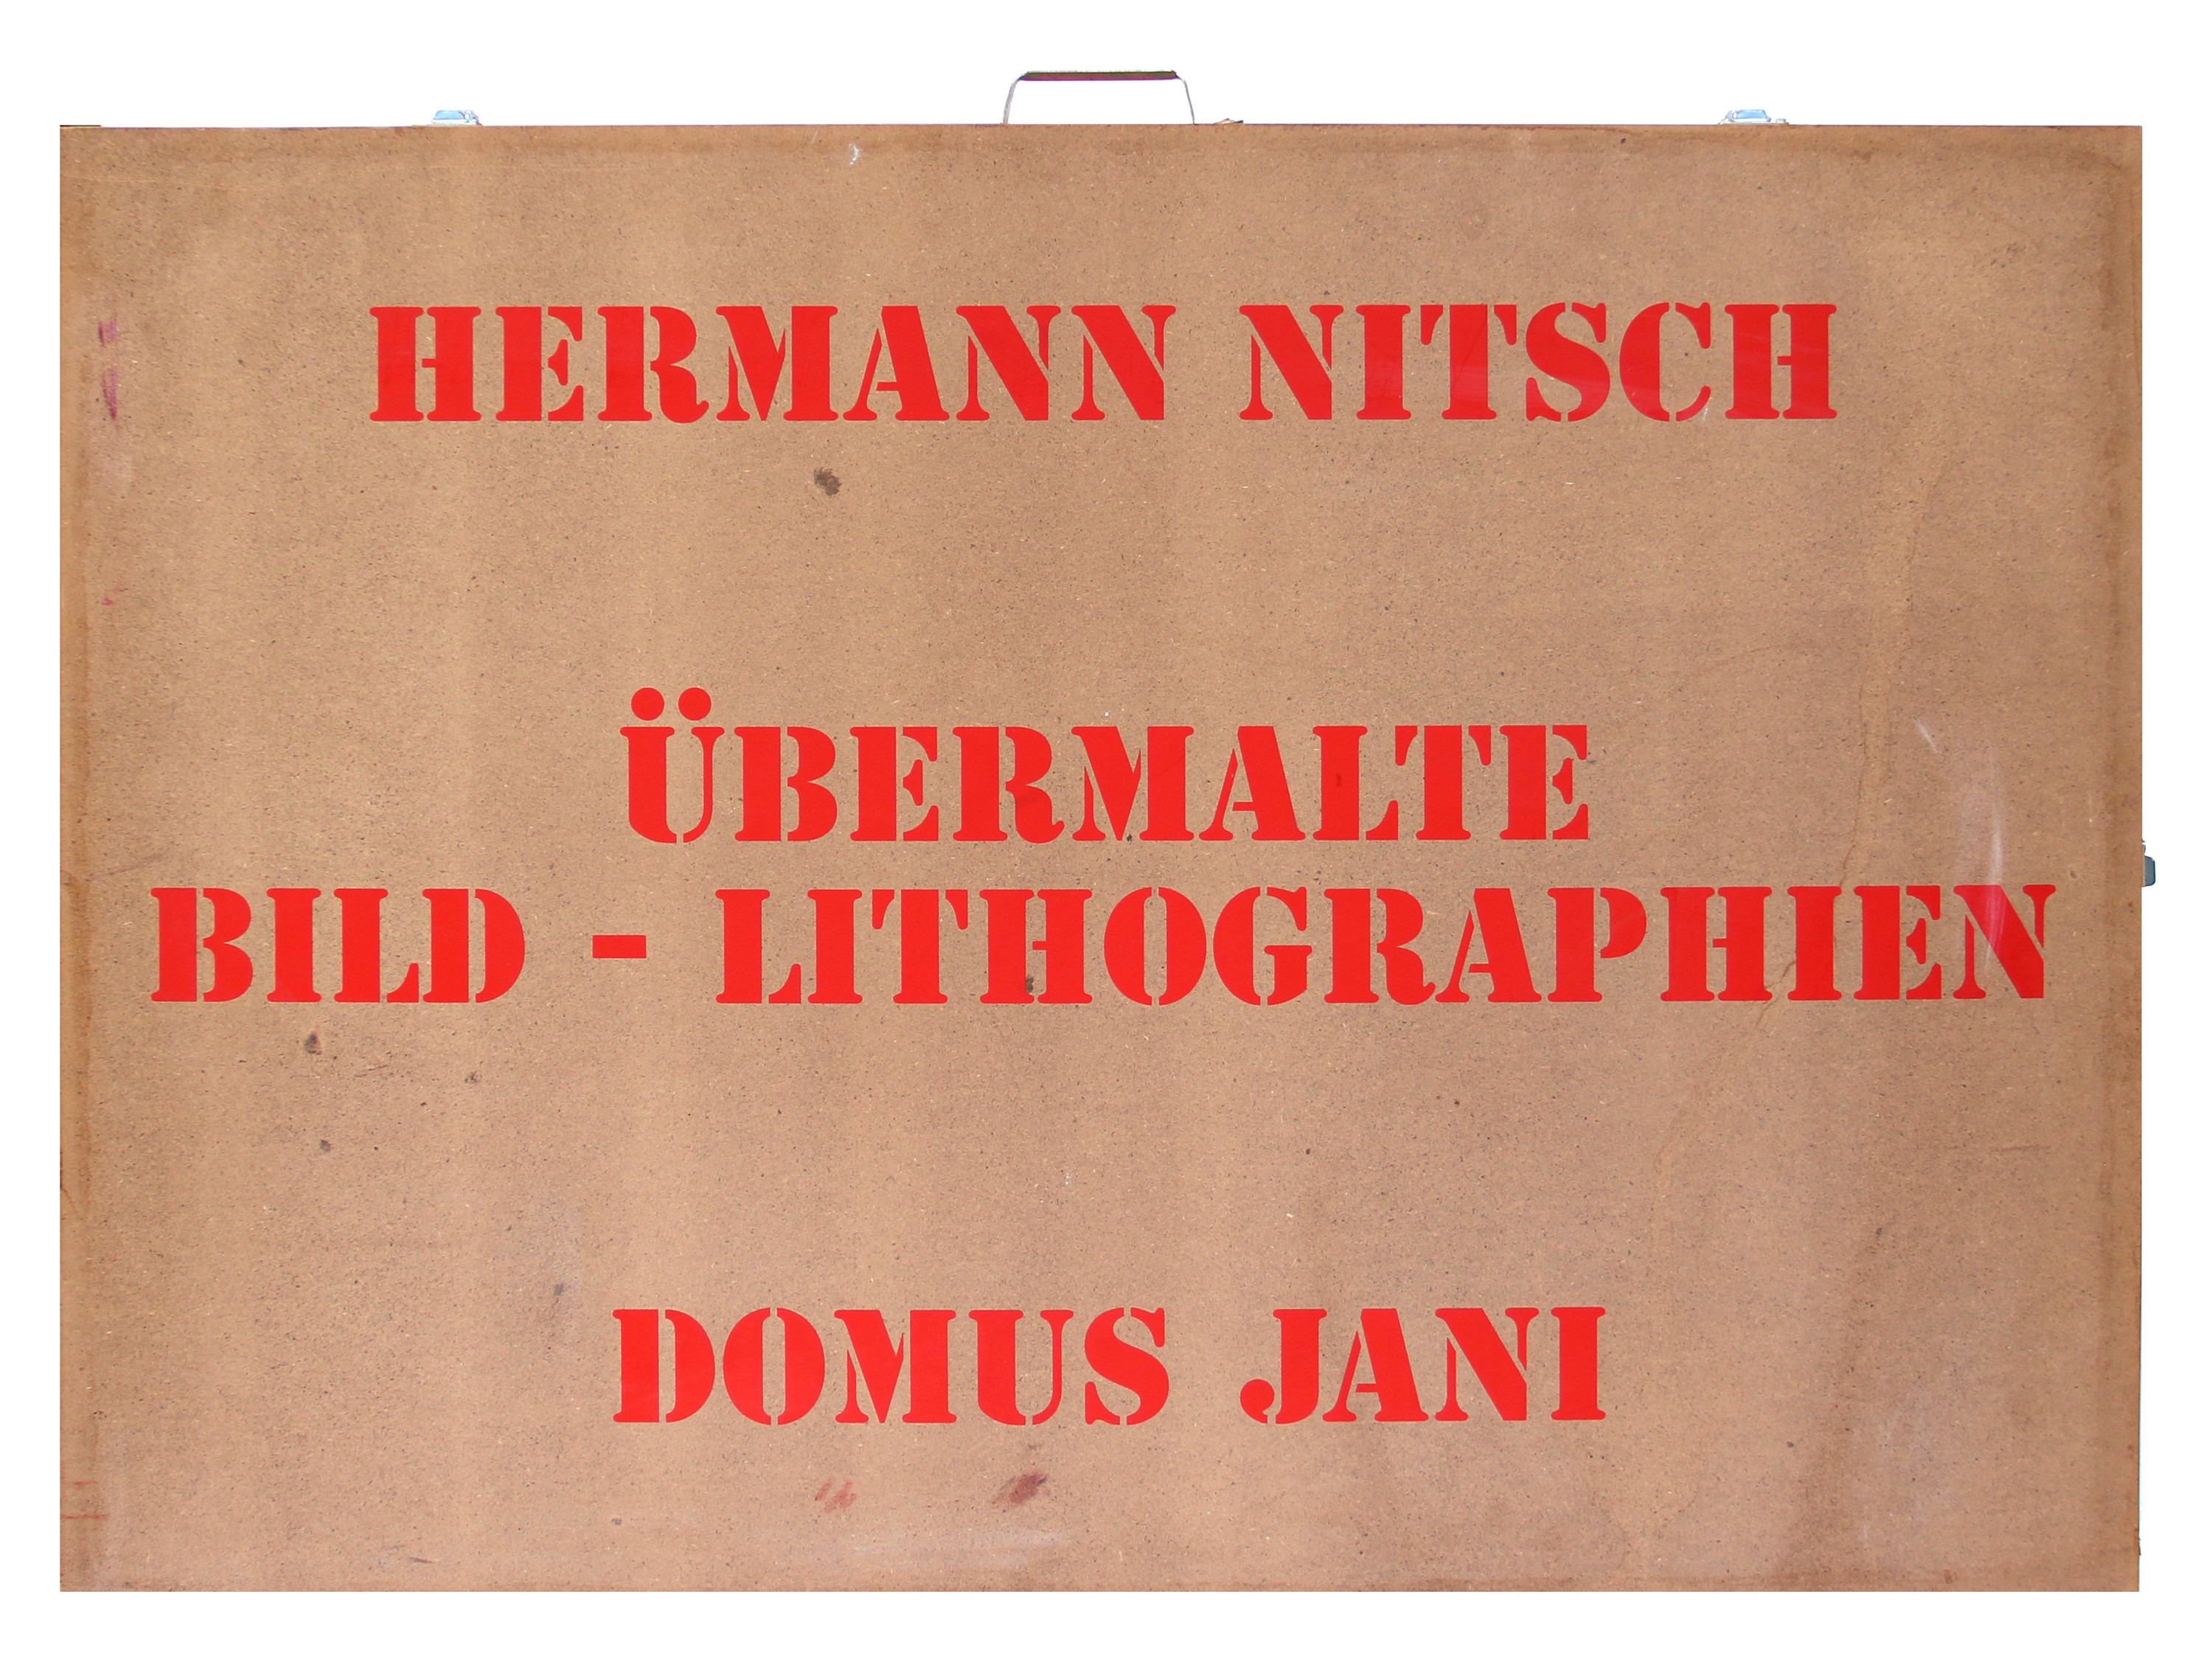 HERMANN NITSCH
ÜBERMALTE
BILD - LITHOGRAPHIEN
DOMUS JANI